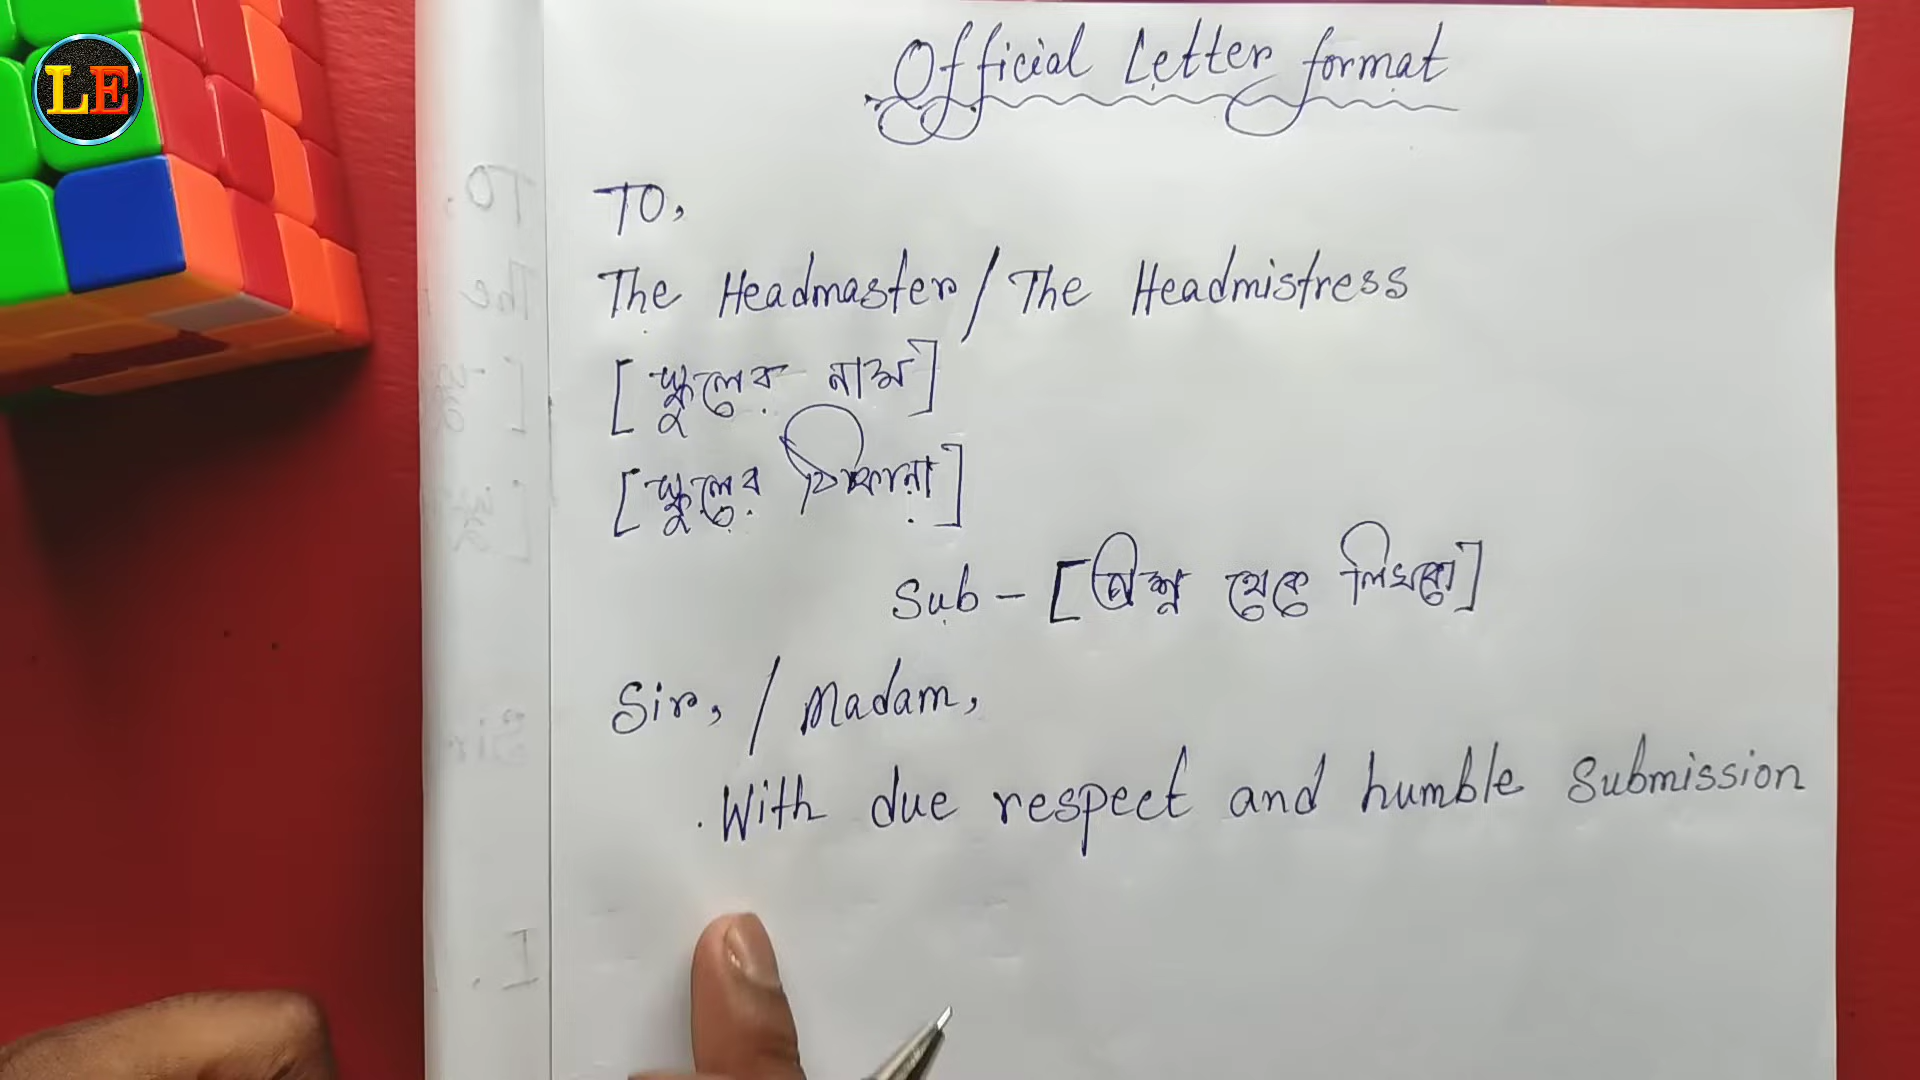 LE
Official Letter format
TO,
The Headmaster / The Headmistress
[স্কুলের নাম]
[স্কুলের ঠিকানা]
Sub - [প্রশ্ন থেকে লিখবো]
Sir, / Madam,
With due respect and humble Submission